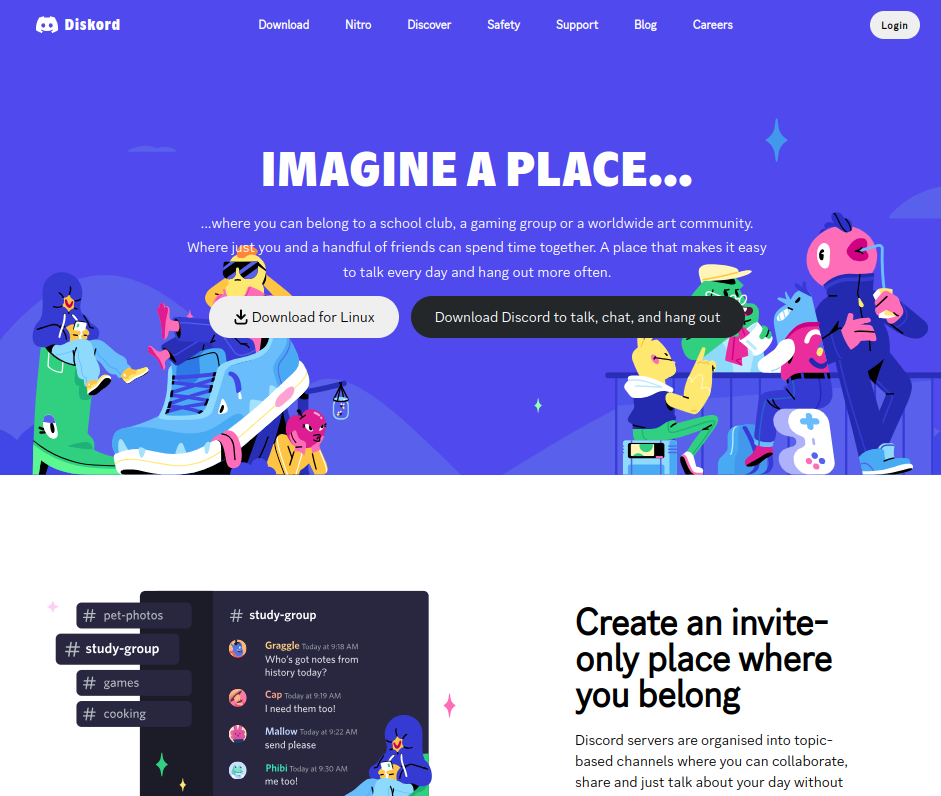 Diskord
Download Nitro Discover Safety Support Blog Careers
Login
IMAGINE A PLACE...
...where you can belong to a school club, a gaming group or a worldwide art community.
Where just you and a handful of friends can spend time together. A place that makes it easy
to talk every day and hang out more often.
Download for Linux
Download Discord to talk, chat, and hang out
# pet-photos
# study-group
# games
# cooking
# study-group
Graggle Today at 9:18 AM
Who's got notes from
history today?
Cap Today at 9:19 AM
I need them too!
Mallow Today at 9:22 AM
send please
Phibi Today at 9:30 AM
me too!
Create an invite-
only place where
you belong
Discord servers are organised into topic-
based channels where you can collaborate,
share and just talk about your day without